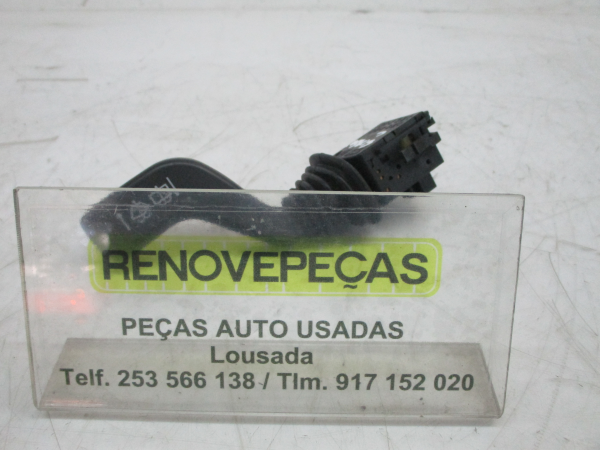 RENOVEPEÇAS
PEÇAS AUTO USADAS
Lousada
Telf. 253 566 138 / Tlm. 917 152 020